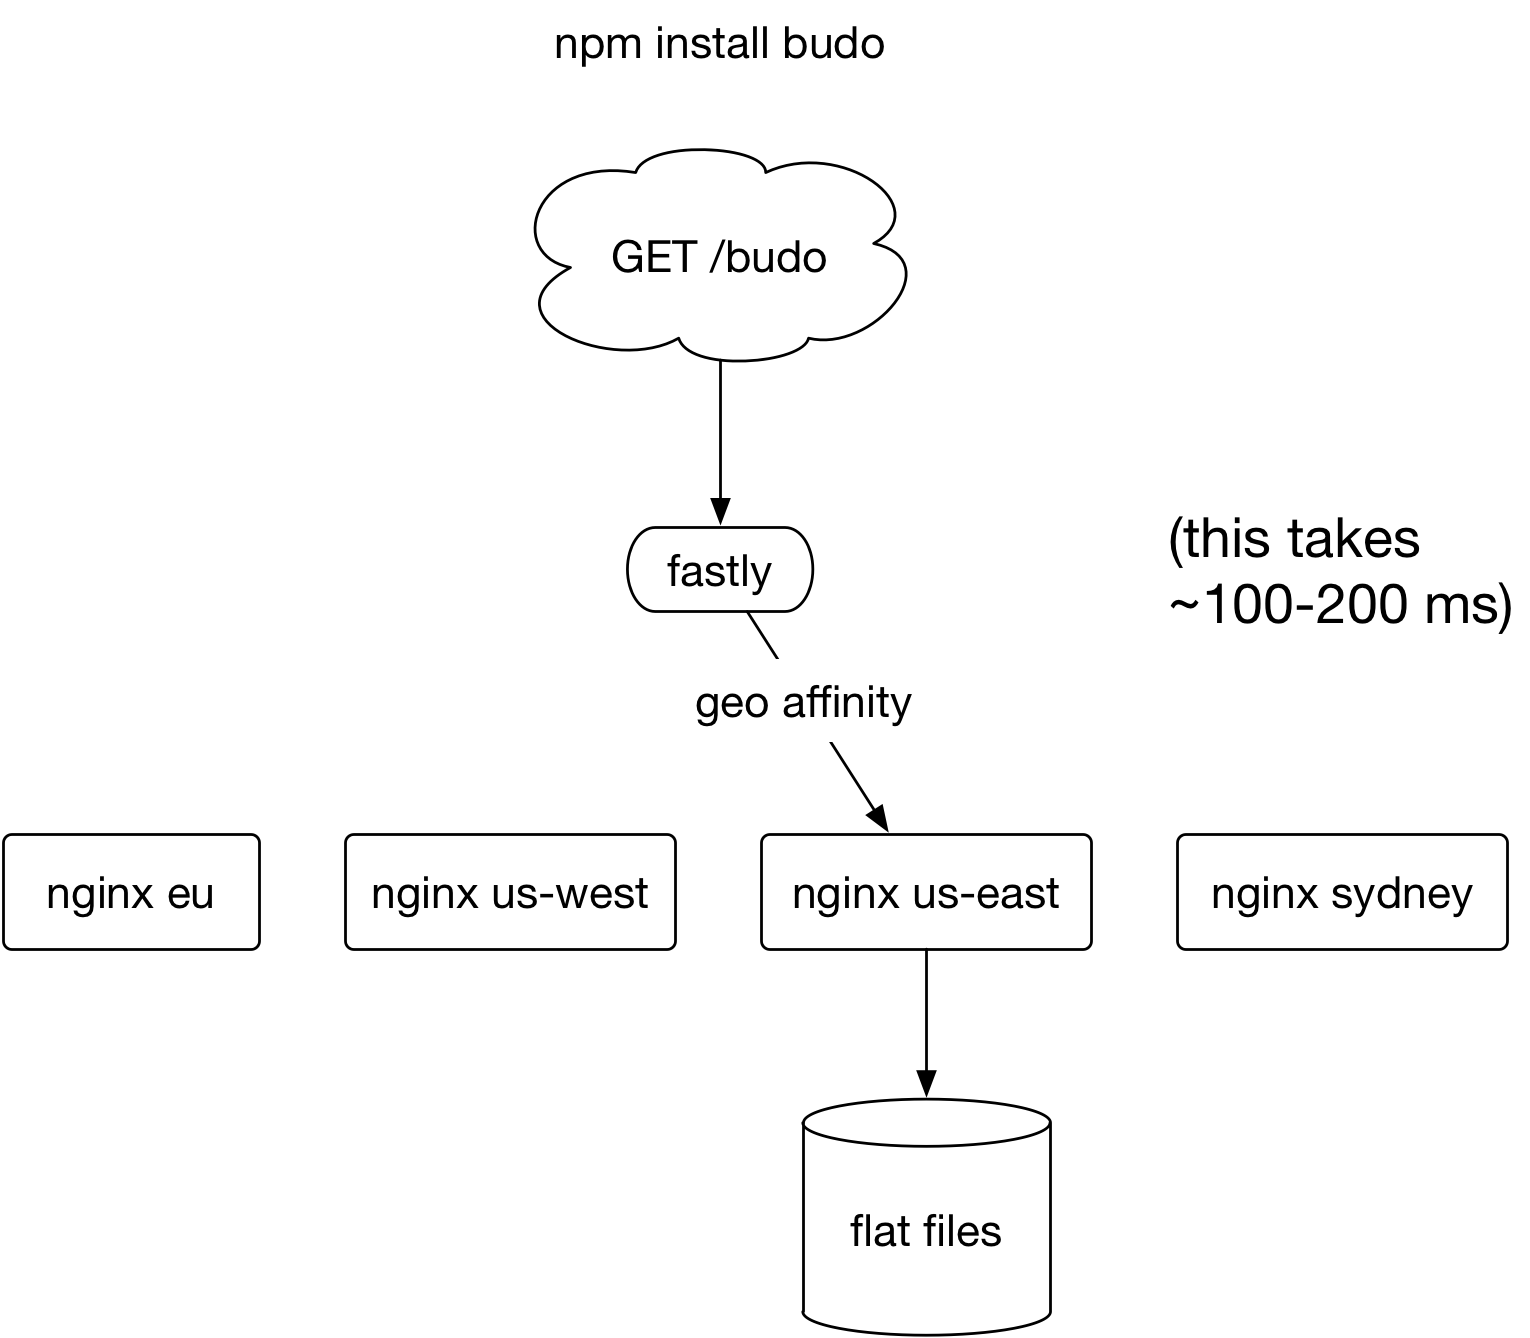 npm install budo
GET /budo
fastly
(this takes
~100-200 ms)
geo affinity
nginx eu
nginx us-west
nginx us-east
nginx sydney
flat files